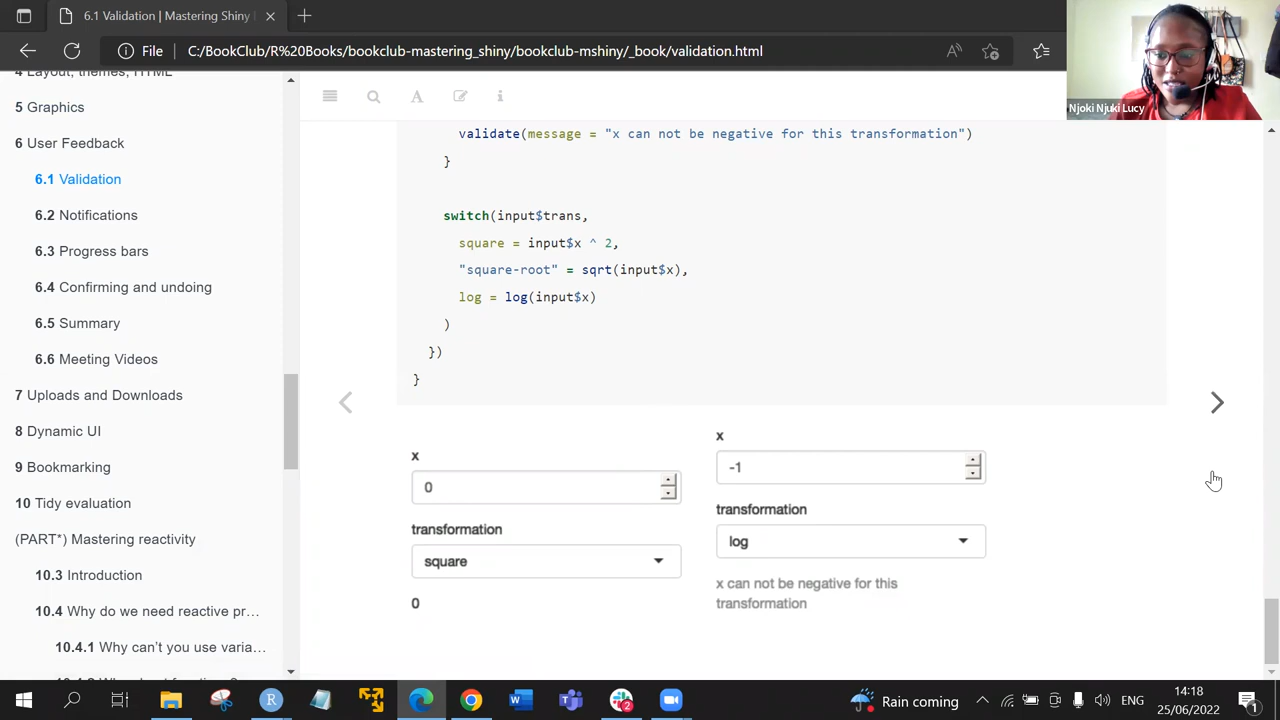 6.1 Validation | Mastering Shiny
File
C:/BookClub/R%20Books/bookclub-mastering_shiny/bookclub-mshiny/_book/validation.html
Njoki Njuki Lucy
4 Layout, themes, HTML
5 Graphics
6 User Feedback
6.1 Validation
6.2 Notifications
6.3 Progress bars
6.4 Confirming and undoing
6.5 Summary
6.6 Meeting Videos
7 Uploads and Downloads
8 Dynamic UI
9 Bookmarking
10 Tidy evaluation
(PART*) Mastering reactivity
10.3 Introduction
10.4 Why do we need reactive pr…
10.4.1 Why can't you use varia…
validate(message = "x can not be negative for this transformation")
}
switch(input$trans,
square = input$x ^ 2,
"square-root" = sqrt(input$x),
log = log(input$x)
)
})
}
x
0
transformation
square
0
x
-1
transformation
log
x can not be negative for this
transformation
Rain coming
ENG
14:18
25/06/2022